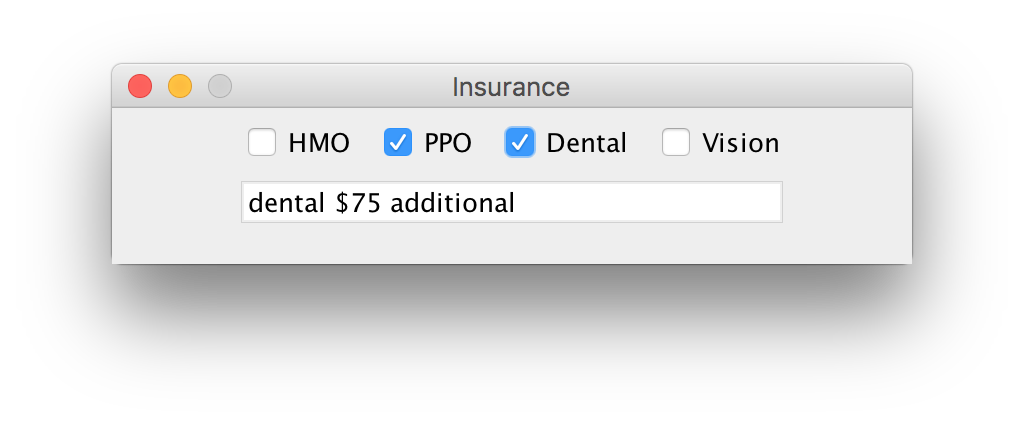 Insurance
HMO PPO Dental Vision
dental $75 additional